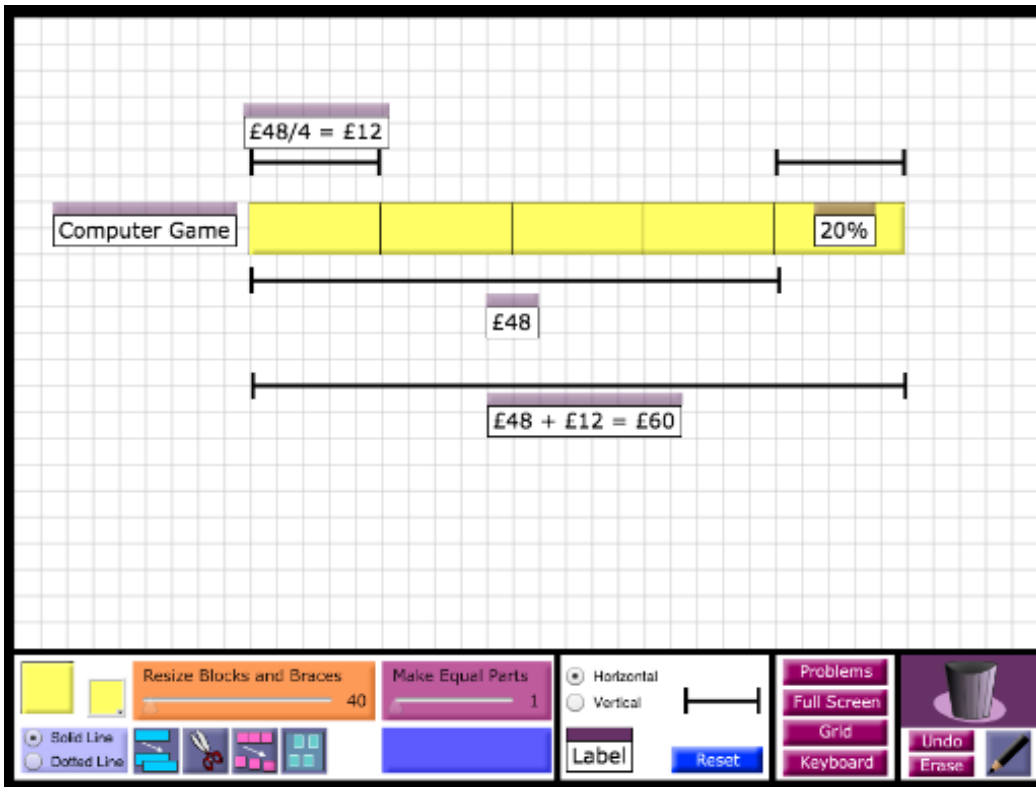 £48/4 = £12
Computer Game
20%
£48
£48 + £12 = £60
Resize Blocks and Braces
40
Make Equal Parts
1
Solid Line
Dotted Line
Horizontal
Vertical
Label
Reset
Problems
Full Screen
Grid
Keyboard
Undo
Erase